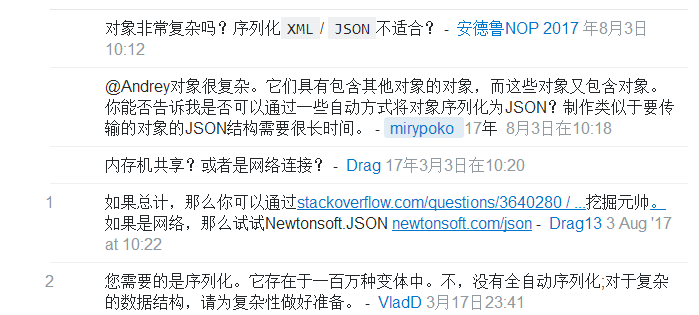 对象非常复杂吗？序列化 XML / JSON 不适合？ - 安德鲁NOP 2017 年8月3日
10:12
@Andrey对象很复杂。它们具有包含其他对象的对象，而这些对象又包含对象。
你能否告诉我是否可以通过一些自动方式将对象序列化为JSON？制作类似于要传
输的对象的JSON结构需要很长时间。 - mirypoko 17年 8月3日在10:18
内存机共享？或者是网络连接？ - Drag 17年3月3日在10:20
1 如果总计，那么你可以通过stackoverflow.com/questions/3640280 / ...挖掘元帅。
如果是网络，那么试试Newtonsoft.JSON newtonsoft.com/json - Drag13 3 Aug '17
at 10:22
2 您需要的是序列化。它存在于一百万种变体中。不，没有全自动序列化;对于复杂
的数据结构，请为复杂性做好准备。 - VladD 3月17日23:41